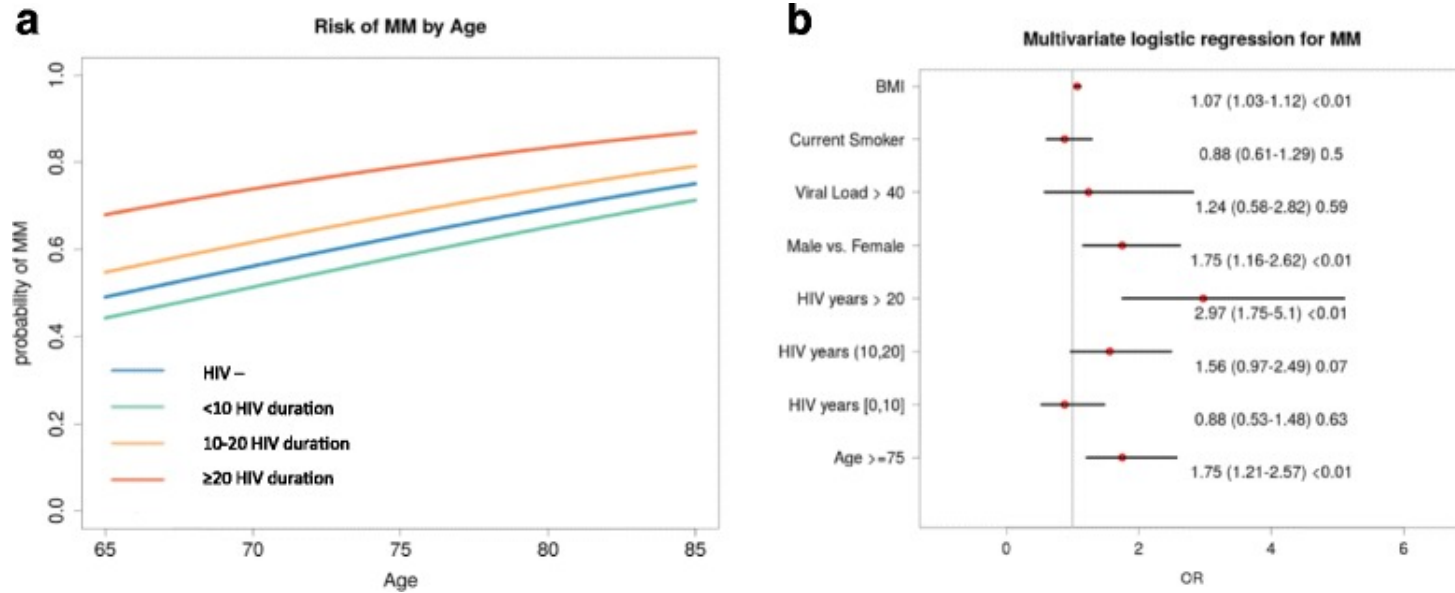 a
Risk of MM by Age
probability of MM
1.0
0.8
0.6
0.4
0.2
0.0
HIV –
<10 HIV duration
10-20 HIV duration
≥20 HIV duration
65 70 75 80 85
Age
b
Multivariate logistic regression for MM
BMI
1.07 (1.03-1.12) <0.01
Current Smoker
0.88 (0.61-1.29) 0.5
Viral Load > 40
1.24 (0.58-2.82) 0.59
Male vs. Female
1.75 (1.16-2.62) <0.01
HIV years > 20
2.97 (1.75-5.1) <0.01
HIV years (10,20]
1.56 (0.97-2.49) 0.07
HIV years [0,10]
0.88 (0.53-1.48) 0.63
Age >=75
1.75 (1.21-2.57) <0.01
0 2 4 6
OR